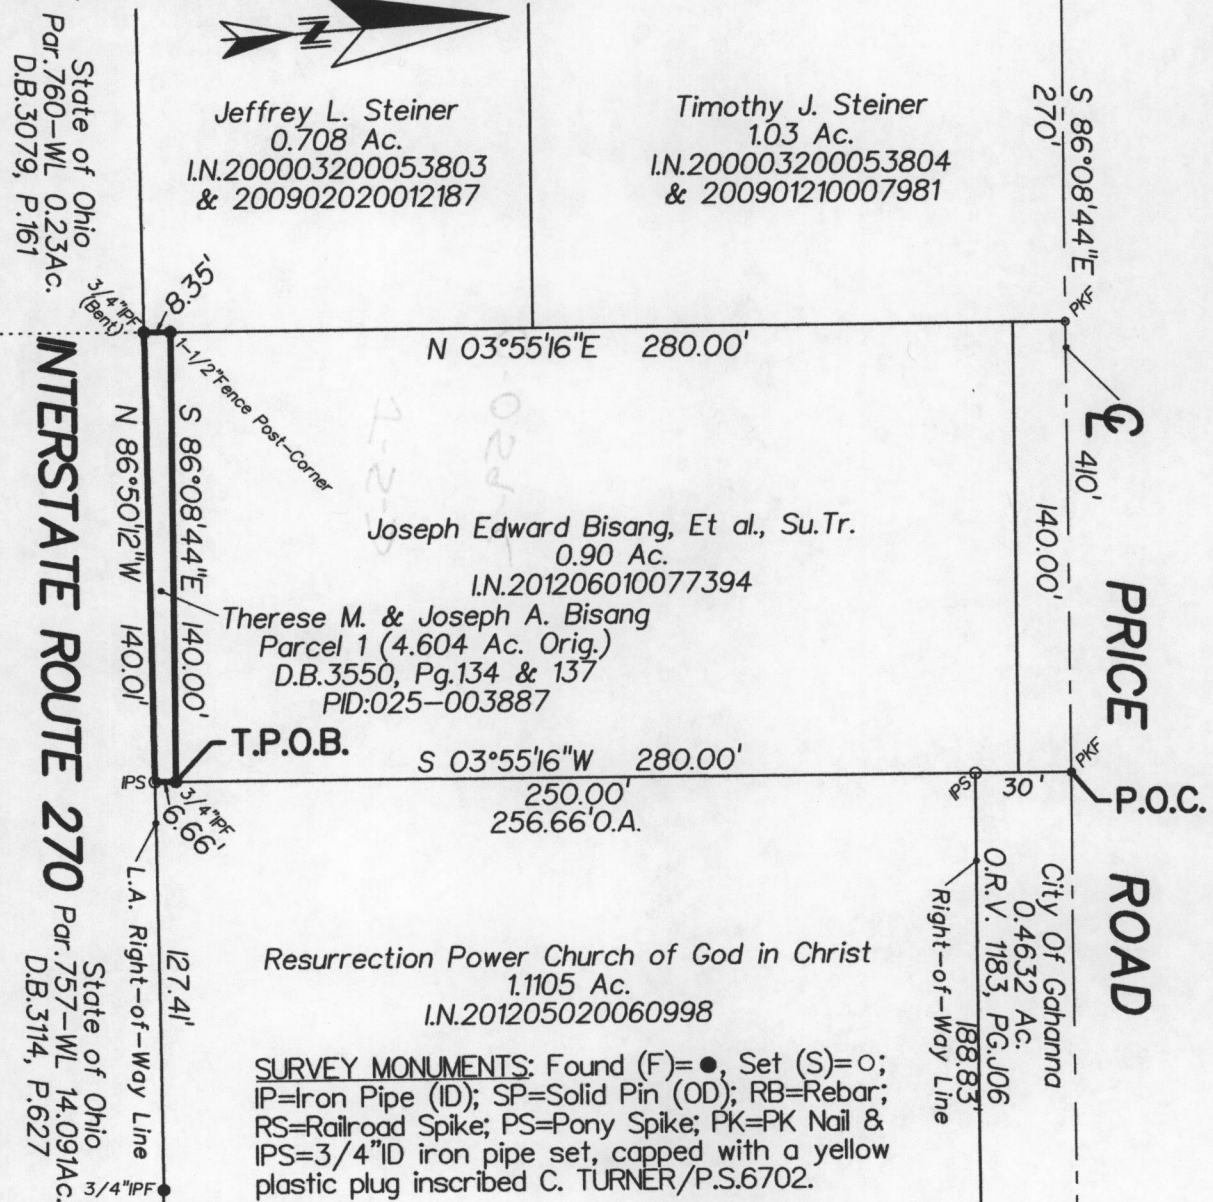 N
State of Ohio
Par.760-WL 0.23Ac.
D.B.3079, P.161
Jeffrey L. Steiner
0.708 Ac.
I.N.200003200053803
& 200902020012187
Timothy J. Steiner
1.03 Ac.
I.N.200003200053804
& 200901210007981
S 86°08'44"E
270'
3/4"IPF
(Bent)
8.35'
PKF
N 03°55'16"E 280.00'
1-1/2"Fence Post-Corner
℄ 410'
140.00'
N 86°50'12"W 140.01'
S 86°08'44"E 140.00'
INTERSTATE ROUTE 270
PRICE ROAD
Joseph Edward Bisang, Et al., Su.Tr.
0.90 Ac.
I.N.201206010077394
Therese M. & Joseph A. Bisang
Parcel 1 (4.604 Ac. Orig.)
D.B.3550, Pg.134 & 137
PID:025-003887
T.P.O.B.
S 03°55'16"W 280.00'
PKF
IPS
3/4"IPF
6.66'
250.00'
256.66'O.A.
IPS
30'
P.O.C.
L.A. Right-of-Way Line
127.41'
City Of Gahanna
0.4632 Ac.
O.R.V. 1183, PG.J06
188.83'
Right-of-Way Line
Resurrection Power Church of God in Christ
1.1105 Ac.
I.N.201205020060998
State of Ohio
Par.757-WL 14.091Ac.
D.B.3114, P.627
SURVEY MONUMENTS: Found (F)=●, Set (S)=○;
IP=Iron Pipe (ID); SP=Solid Pin (OD); RB=Rebar;
RS=Railroad Spike; PS=Pony Spike; PK=PK Nail &
IPS=3/4"ID iron pipe set, capped with a yellow
plastic plug inscribed C. TURNER/P.S.6702.
3/4"IPF